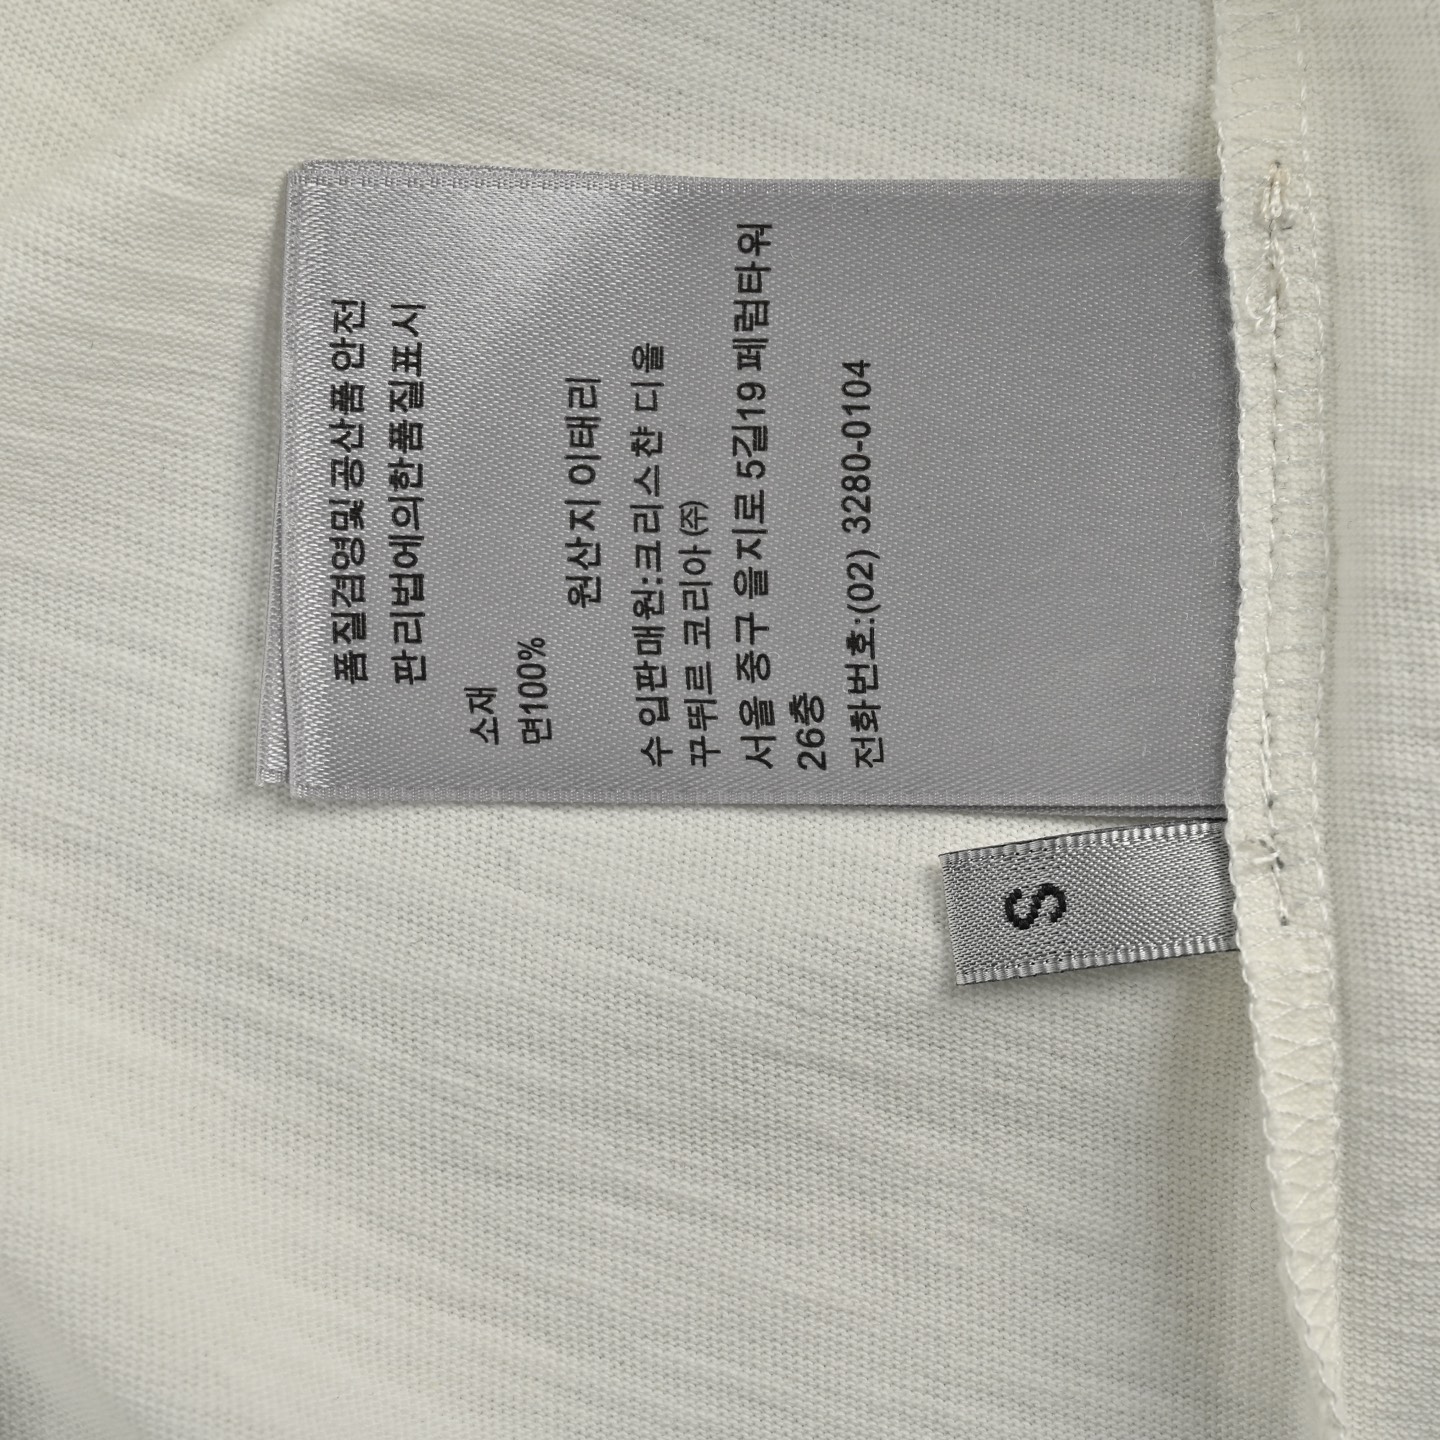 품질겸영및공산품안전
판리법에의한품질표시
소재
면100%
원산지이태리
수입판매원:크리스챤 디올
꾸뛰르 코리아㈜
서울 중구 을지로 5길19 페럼타워
26층
전화번호:(02) 3280-0104
S